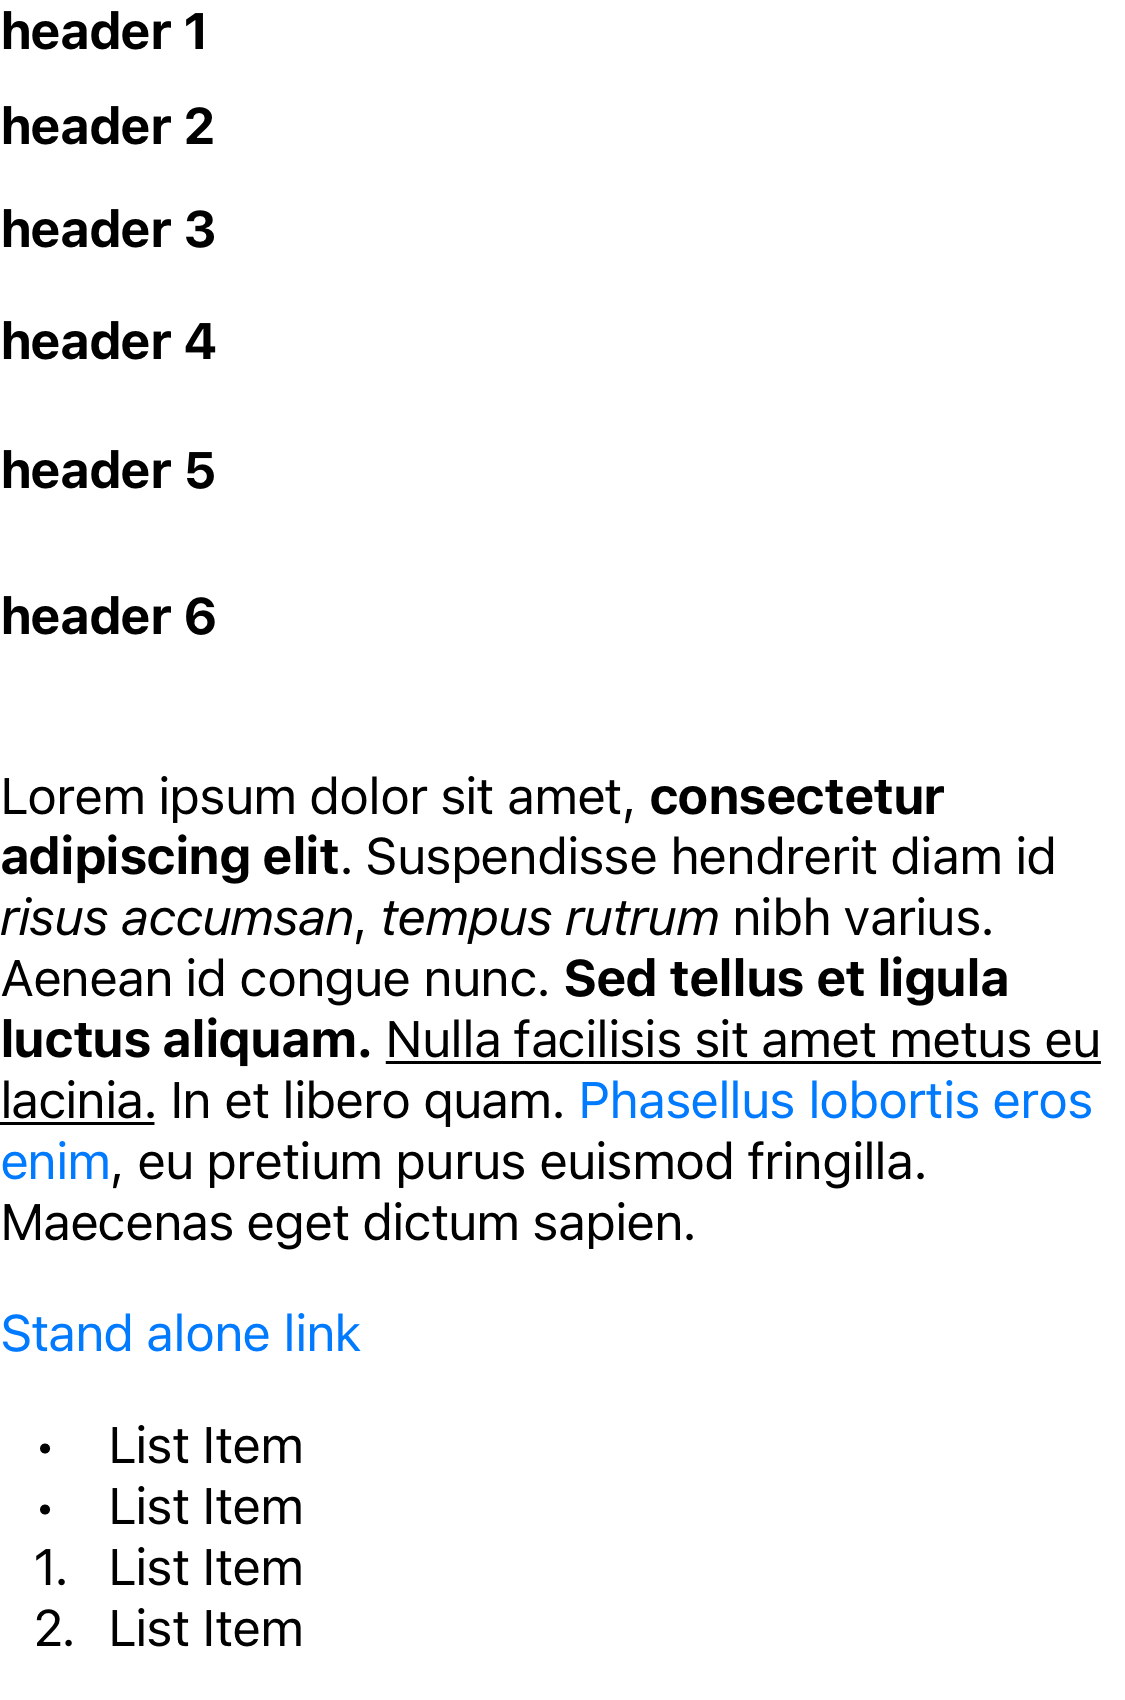 header 1
header 2
header 3
header 4
header 5
header 6
Lorem ipsum dolor sit amet, consectetur
adipiscing elit. Suspendisse hendrerit diam id
risus accumsan, tempus rutrum nibh varius.
Aenean id congue nunc. Sed tellus et ligula
luctus aliquam. Nulla facilisis sit amet metus eu
lacinia. In et libero quam. Phasellus lobortis eros
enim, eu pretium purus euismod fringilla.
Maecenas eget dictum sapien.
Stand alone link
• List Item
• List Item
1. List Item
2. List Item